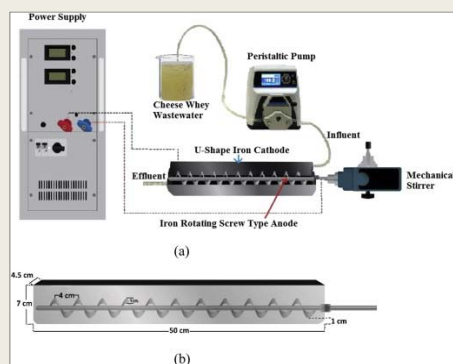 Power Supply
Peristaltic Pump
Cheese Whey
Wastewater
Influent
U-Shape Iron Cathode
Effluent
Mechanical
Stirrer
Iron Rotating Screw Type Anode
(a)
4.5 cm
4 cm
7 cm
50 cm
1 cm
(b)